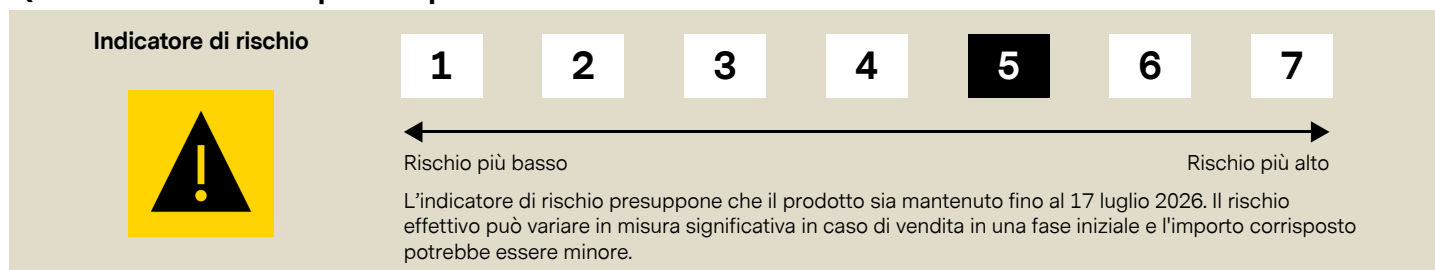 Indicatore di rischio
1 2 3 4 5 6 7
Rischio più basso Rischio più alto
L'indicatore di rischio presuppone che il prodotto sia mantenuto fino al 17 luglio 2026. Il rischio
effettivo può variare in misura significativa in caso di vendita in una fase iniziale e l'importo corrisposto
potrebbe essere minore.